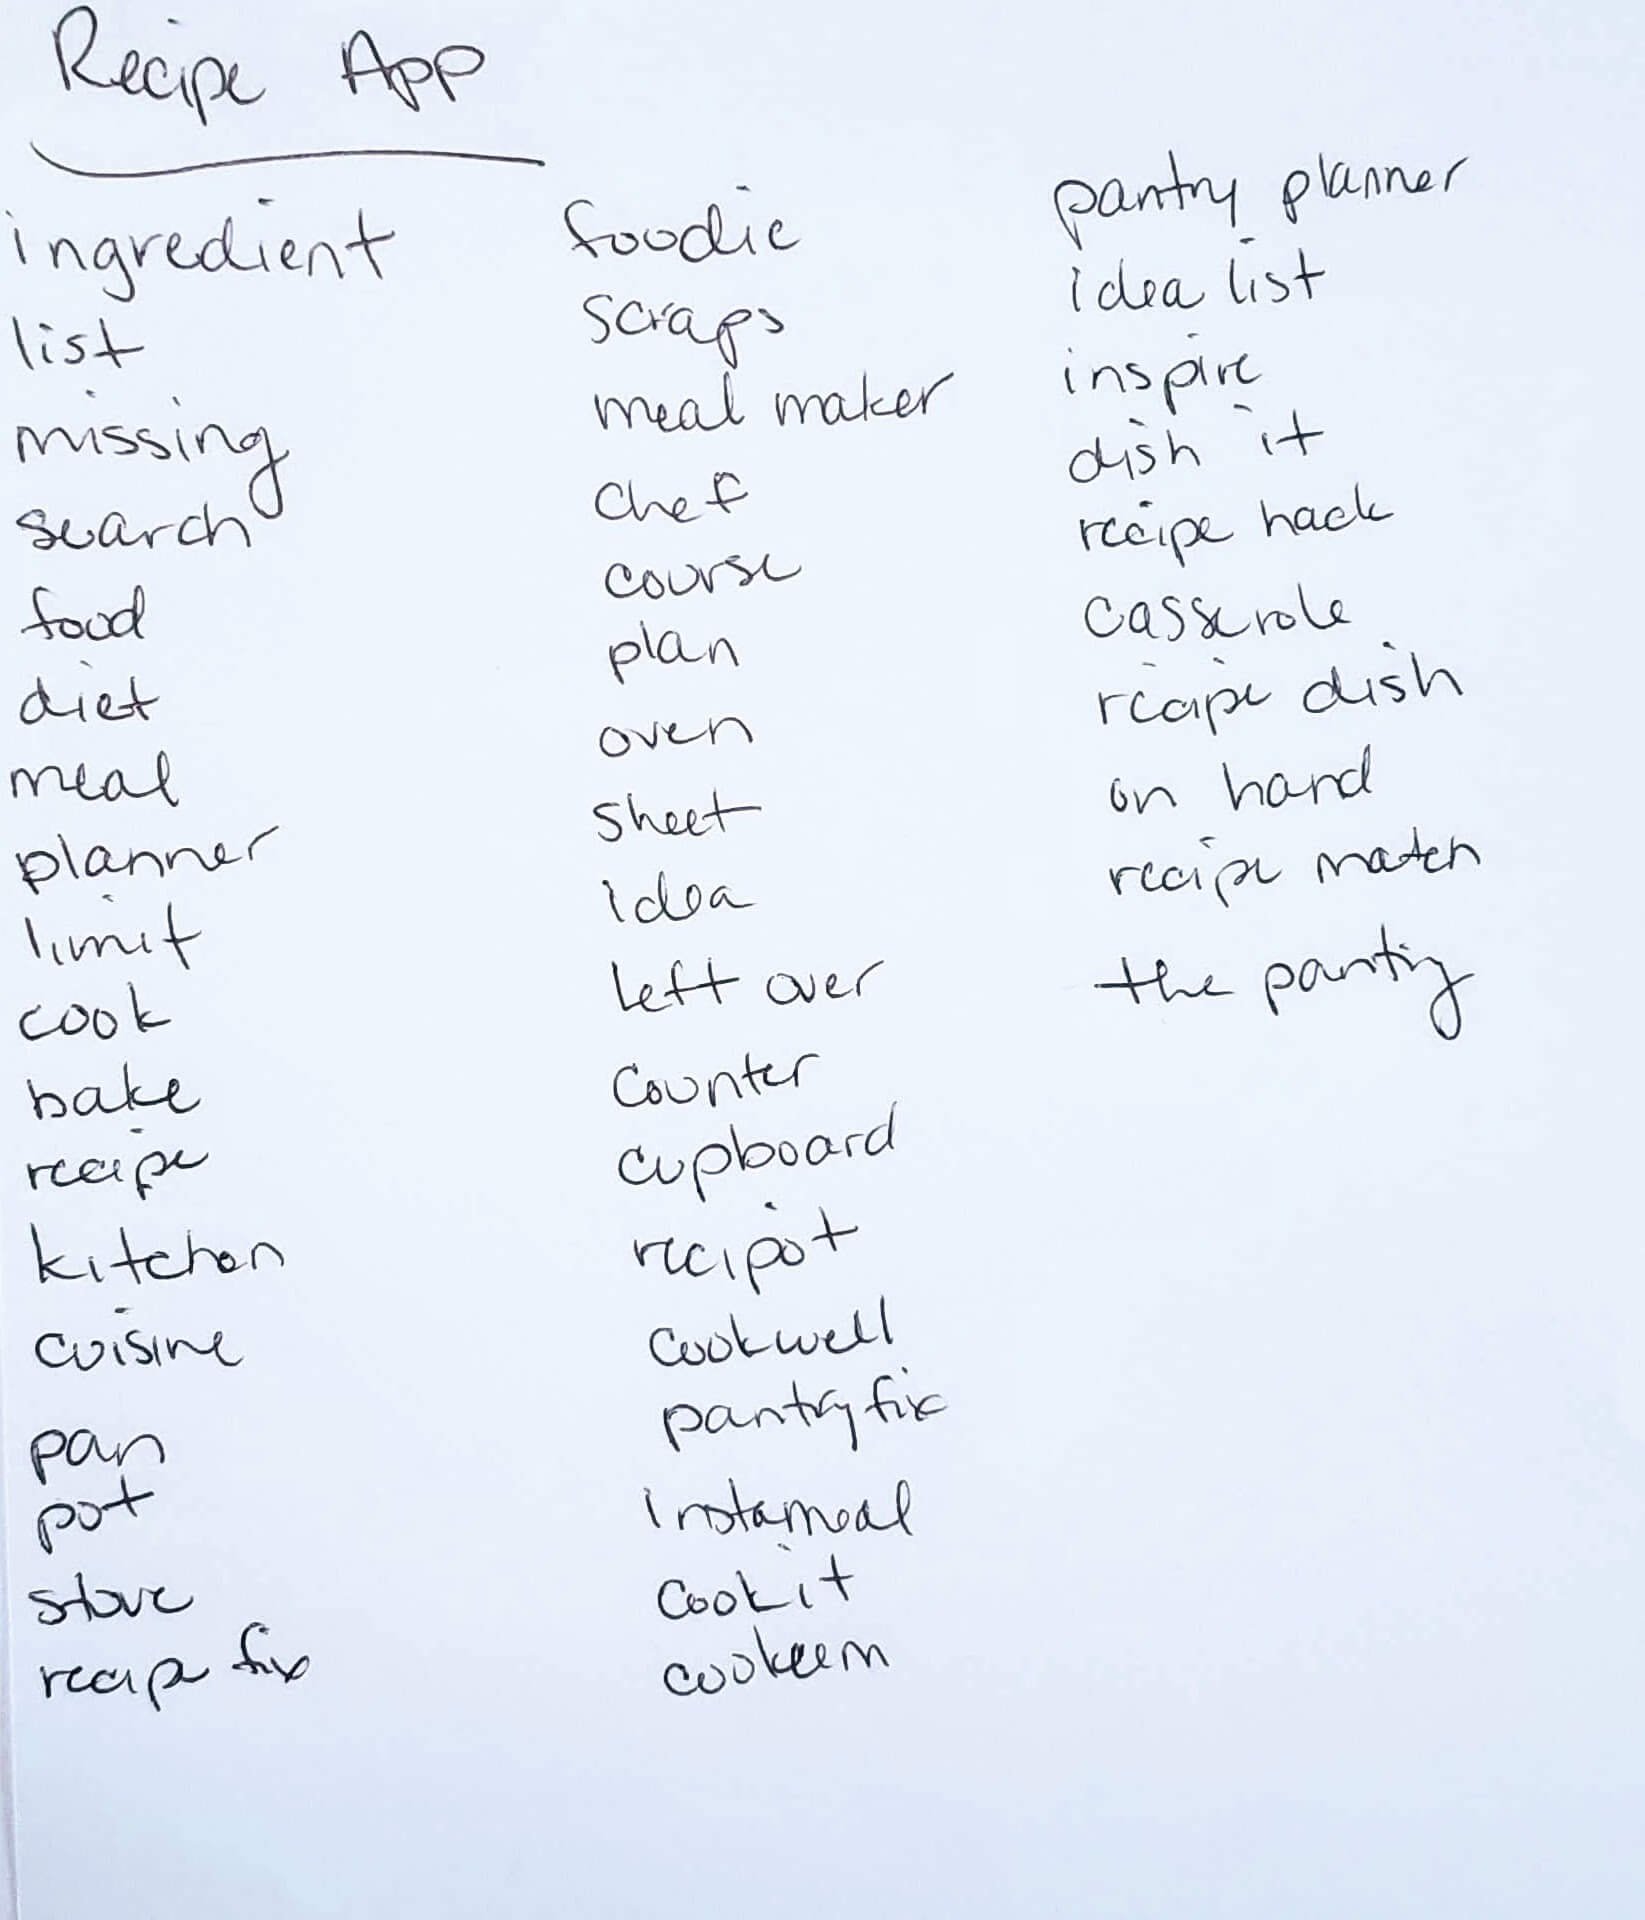 Recipe App
ingredient
list
missing
search
food
diet
meal
planner
limit
cook
bake
recipe
kitchen
cuisine
pan
pot
stove
recipe fix
foodie
scraps
meal maker
chef
course
plan
oven
sheet
idea
left over
counter
cupboard
recipot
cookwell
pantry fix
instameal
cookit
cookeem
pantry planner
idea list
inspire
dish it
recipe hack
casserole
recipe dish
on hand
recipe match
the pantry